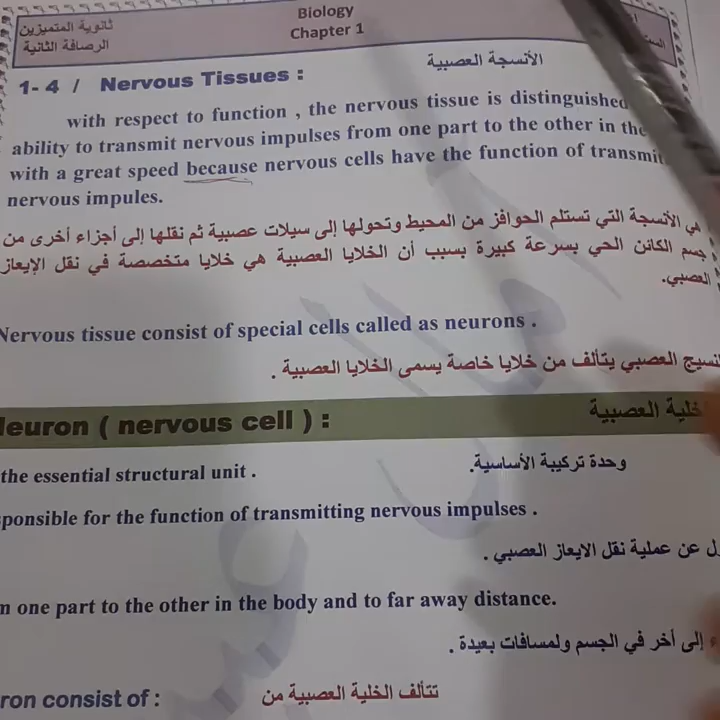 ثانوية المتميزين
الرصافة الثانية
Biology
Chapter 1
1- 4 / Nervous Tissues :
الأنسجة العصبية
with respect to function , the nervous tissue is distinguished
ability to transmit nervous impulses from one part to the other in the
with a great speed because nervous cells have the function of transmit
nervous impules.
هي الأنسجة التي تستلم الحوافز من المحيط وتحولها إلى سيلات عصبية ثم نقلها إلى أجزاء أخرى من
جسم الكائن الحي بسرعة كبيرة بسبب أن الخلايا العصبية هي خلايا متخصصة في نقل الإيعاز
العصبي.
Nervous tissue consist of special cells called as neurons .
النسيج العصبي يتألف من خلايا خاصة يسمى الخلايا العصبية .
Neuron ( nervous cell ) :
الخلية العصبية
the essential structural unit .
وحدة تركيبة الأساسية.
sponsible for the function of transmitting nervous impulses .
ل عن عملية نقل الايعاز العصبي .
m one part to the other in the body and to far away distance.
إلى أخر في الجسم ولمسافات بعيدة .
ron consist of :
تتألف الخلية العصبية من